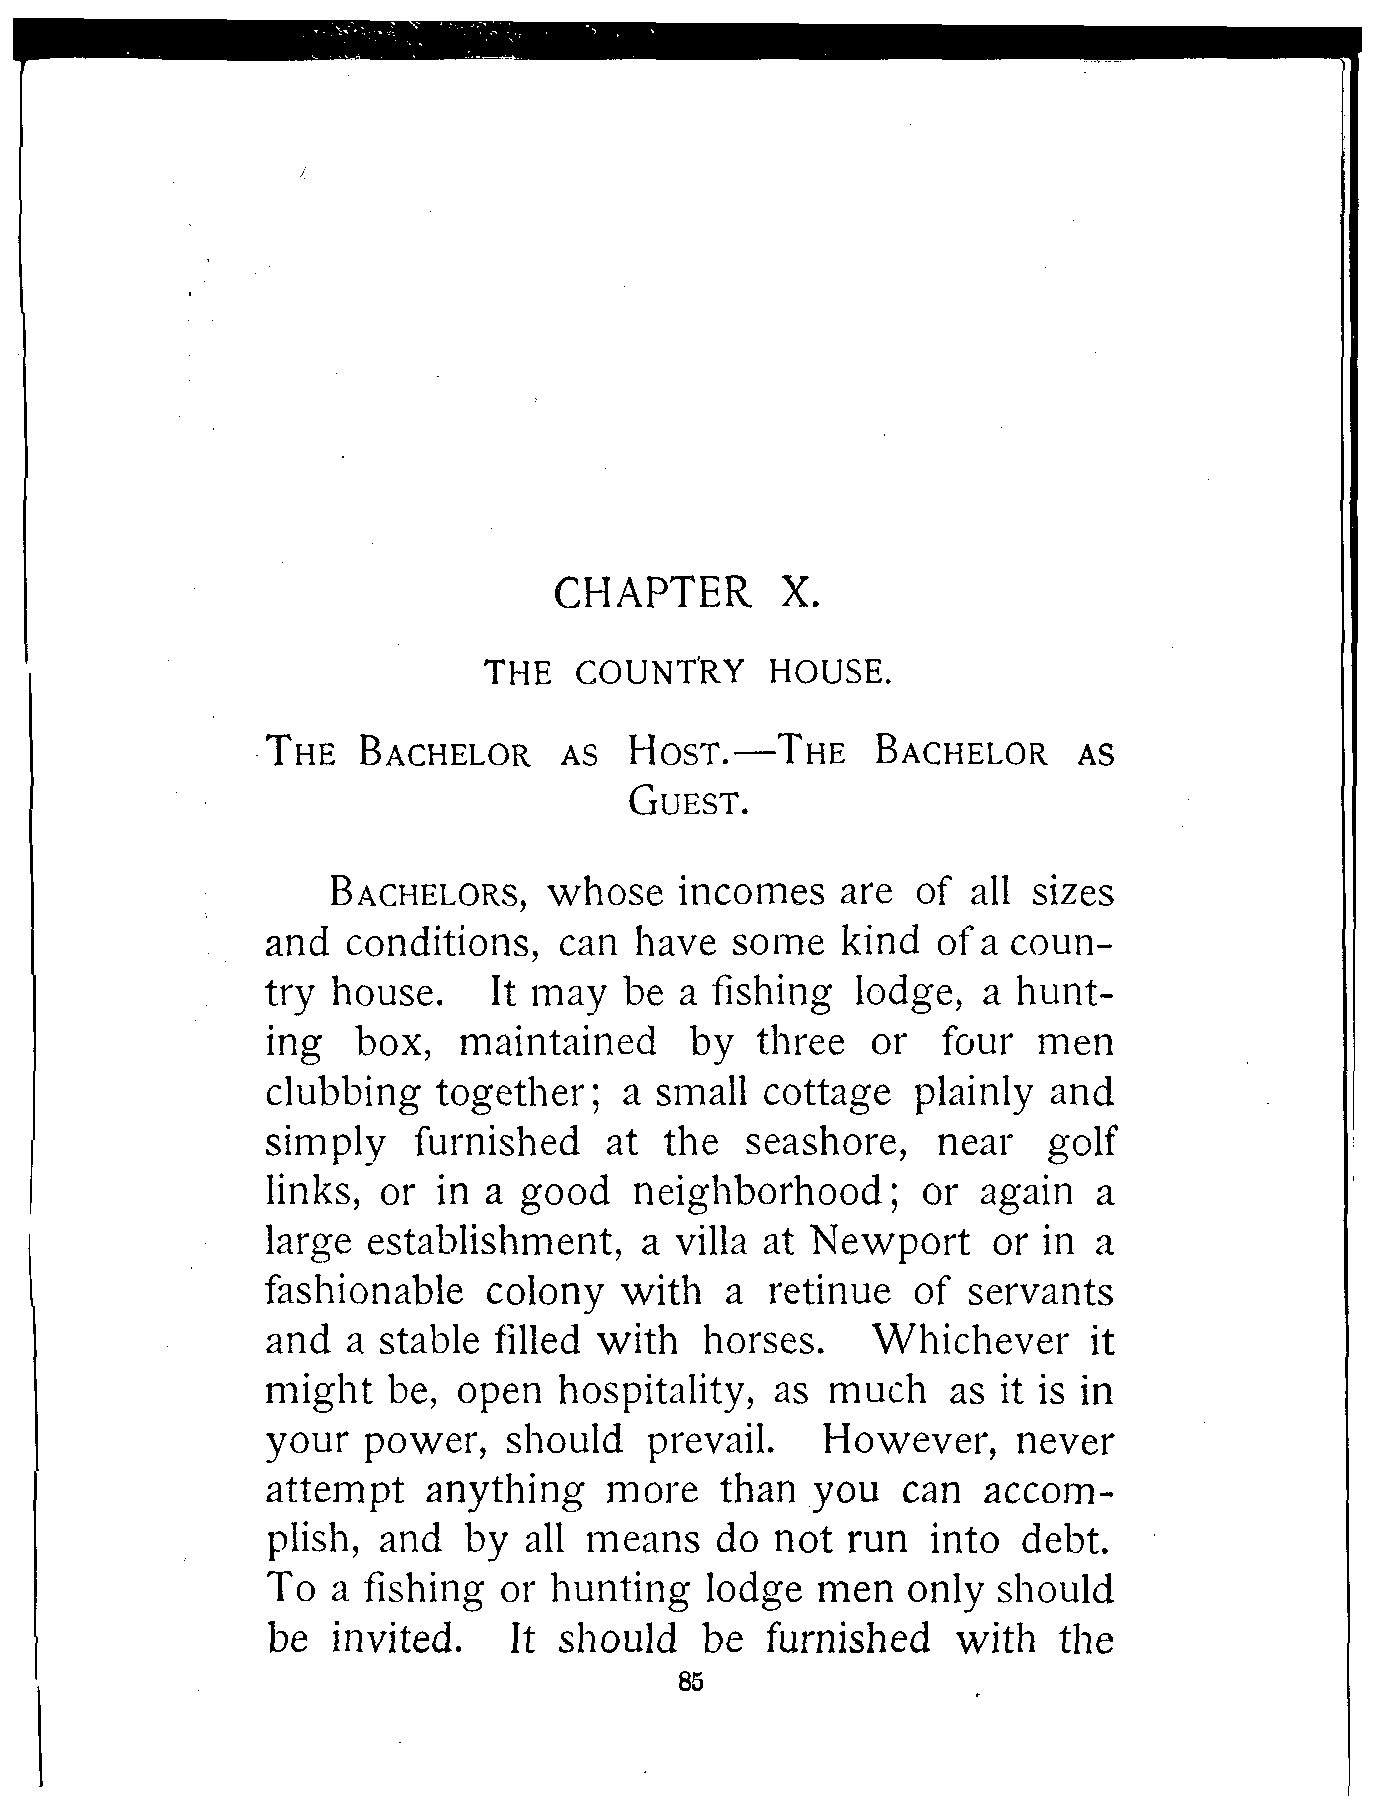 CHAPTER X.
THE COUNTRY HOUSE.
THE BACHELOR AS HOST.—THE BACHELOR AS
GUEST.
BACHELORS, whose incomes are of all sizes
and conditions, can have some kind of a coun-
try house. It may be a fishing lodge, a hunt-
ing box, maintained by three or four men
clubbing together; a small cottage plainly and
simply furnished at the seashore, near golf
links, or in a good neighborhood; or again a
large establishment, a villa at Newport or in a
fashionable colony with a retinue of servants
and a stable filled with horses. Whichever it
might be, open hospitality, as much as it is in
your power, should prevail. However, never
attempt anything more than you can accom-
plish, and by all means do not run into debt.
To a fishing or hunting lodge men only should
be invited. It should be furnished with the
85